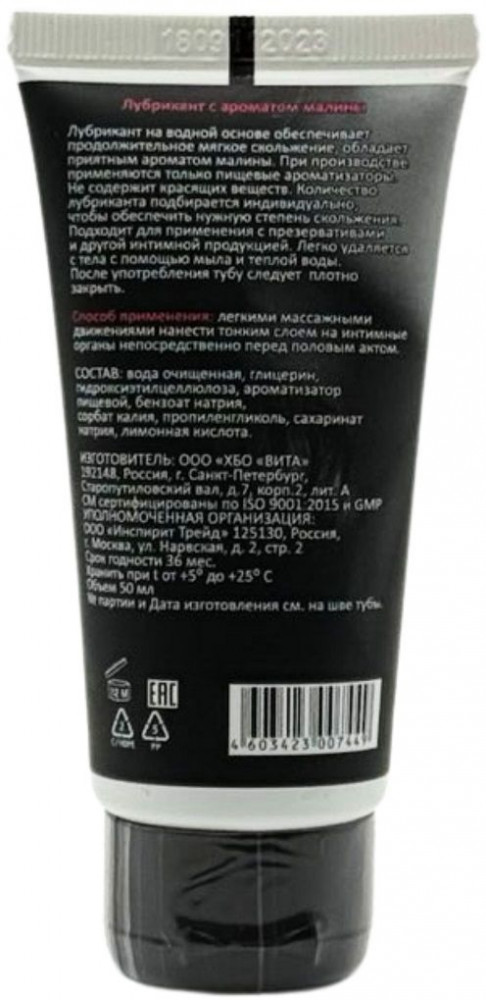 1809 2023
Лубрикант с ароматом малины
Лубрикант на водной основе обеспечивает
продолжительное мягкое скольжение, обладает
приятным ароматом малины. При производстве
применяются только пищевые ароматизаторы.
Не содержит красящих веществ. Количество
лубриканта подбирается индивидуально,
чтобы обеспечить нужную степень скольжения.
Подходит для применения с презервативами
и другой интимной продукцией. Легко удаляется
с тела с помощью мыла и теплой воды.
После употребления тубу следует плотно
закрыть.
Способ применения: легкими массажными
движениями нанести тонким слоем на интимные
органы непосредственно перед половым актом.
СОСТАВ: вода очищенная, глицерин,
гидроксиэтилцеллюлоза, ароматизатор
пищевой, бензоат натрия,
сорбат калия, пропиленгликоль, сахаринат
натрия, лимонная кислота.
ИЗГОТОВИТЕЛЬ: ООО «ХБО «ВИТА»
192148, Россия, г. Санкт-Петербург,
Старопутиловский вал, д.7, корп.2, лит. А
СМ сертифицированы по ISO 9001:2015 и GMP
УПОЛНОМОЧЕННАЯ ОРГАНИЗАЦИЯ:
ООО «Инспирит Трейд» 125130, Россия,
г. Москва, ул. Нарвская, д. 2, стр. 2
Срок годности 36 мес.
Хранить при t от +5° до +25° С
Объем 50 мл
№ партии и Дата изготовления см. на шве тубы.
12 M EAC
2 5
C/HDPE PP
4 603423 007449